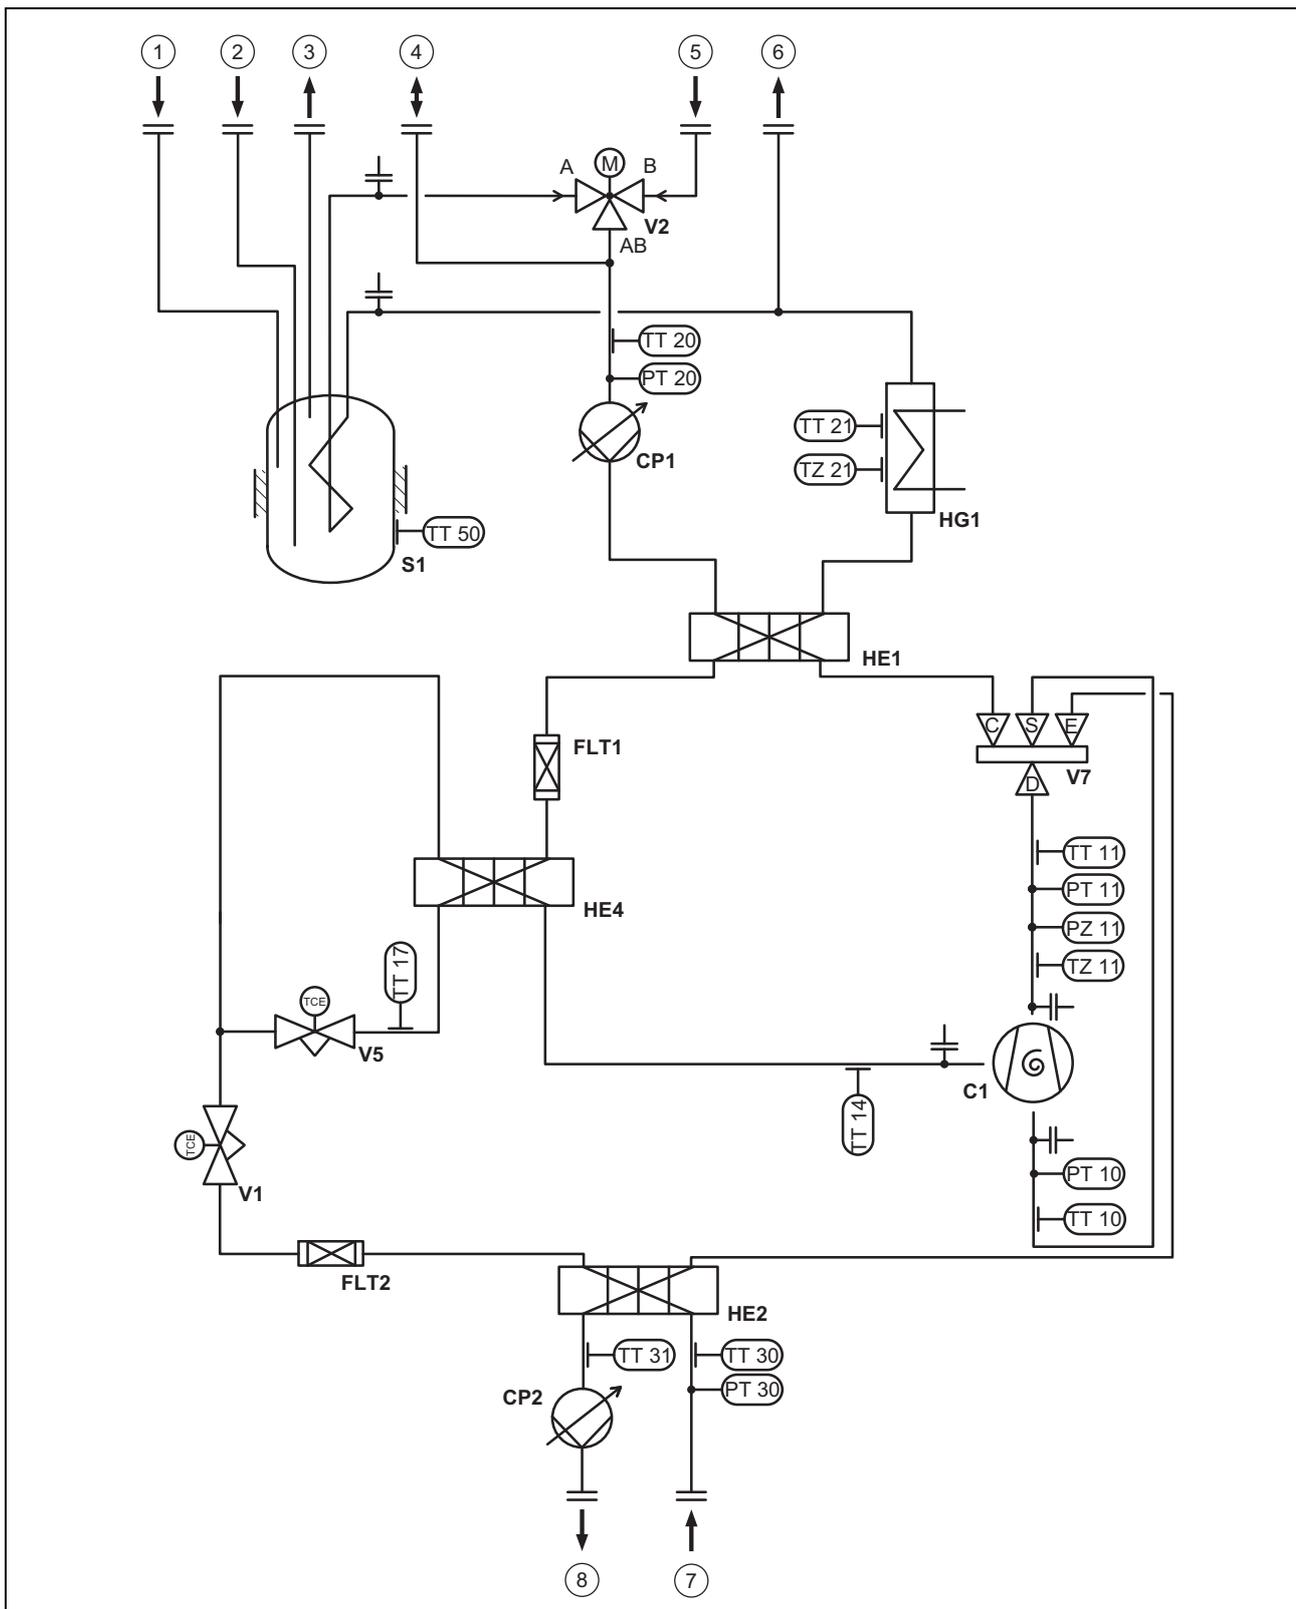 1 2 3 4 5 6
M
A B
V2
AB
TT 20
PT 20
CP1
TT 21
TZ 21
HG1
TT 50
S1
HE1
C S E
V7
D
FLT1
TT 11
PT 11
PZ 11
TZ 11
HE4
TT 17
TCE
V5
C1
TT 14
TCE
V1
PT 10
TT 10
FLT2
HE2
TT 31
TT 30
PT 30
CP2
8 7